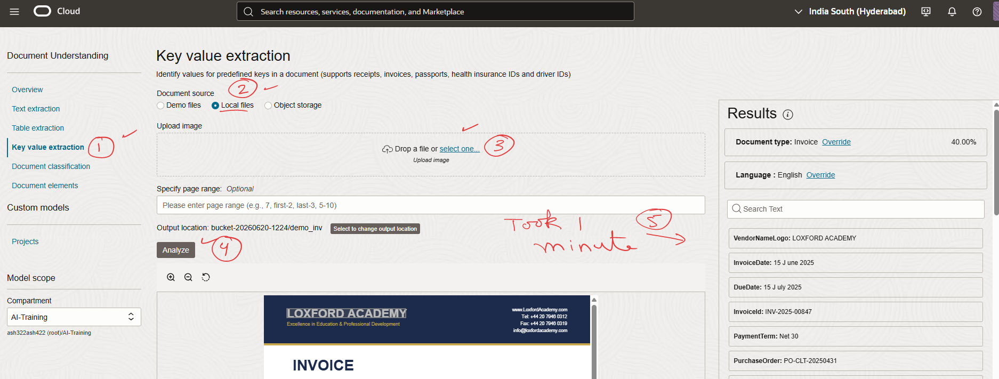 Cloud
Search resources, services, documentation, and Marketplace
India South (Hyderabad)
Document Understanding
Overview
Text extraction
Table extraction
Key value extraction
1
Document classification
Document elements
Custom models
Projects
Model scope
Compartment
AI-Training
ash322ash422 (root)/AI-Training
Key value extraction
Identify values for predefined keys in a document (supports receipts, invoices, passports, health insurance IDs and driver IDs)
2
Document source
Demo files Local files Object storage
Upload image
Drop a file or select one...
3
Upload image
Specify page range: Optional
Please enter page range (e.g., 7, first-2, last-3, 5-10)
Output location: bucket-20260620-1224/demo_inv
Select to change output location
Took 1
minute
5
Analyze
4
LOXFORD ACADEMY
Excellence in Education & Professional Development
www.LoxfordAcademy.com
Tel: +44 20 7946 0312
Fax: +44 20 7946 0319
info@loxfordacademy.com
INVOICE
Results
Document type: Invoice Override 40.00%
Language : English Override
Search Text
VendorNameLogo: LOXFORD ACADEMY
InvoiceDate: 15 J une 2025
DueDate: 15 J uly 2025
InvoiceId: INV-2025-00847
PaymentTerm: Net 30
PurchaseOrder: PO-CLT-20250431